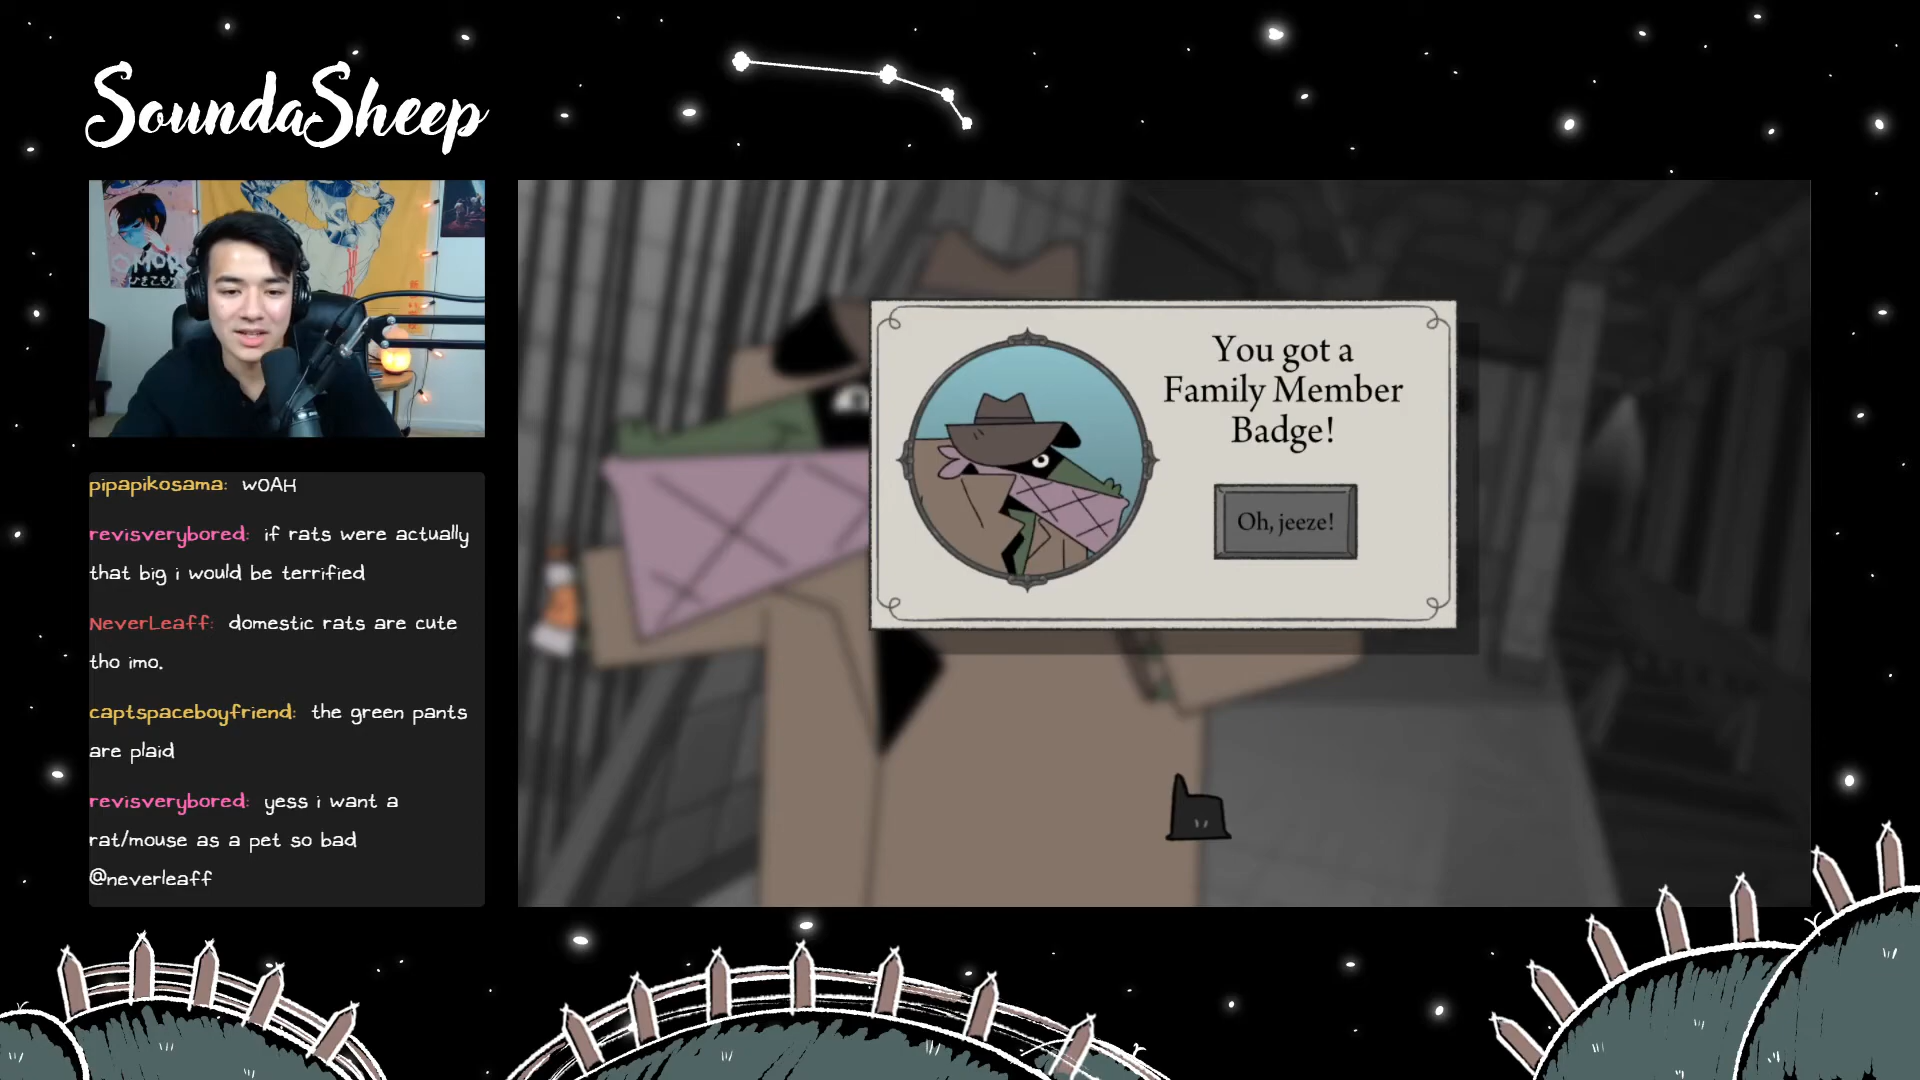 SoundaSheep
pipapikosama: wOAH
revisverybored: if rats were actually
that big i would be terrified
NeverLeaff: domestic rats are cute
tho imo.
captspaceboyfriend: the green pants
are plaid
revisverybored: yess i want a
rat/mouse as a pet so bad
@neverleaff
You got a
Family Member
Badge!
Oh, jeeze!